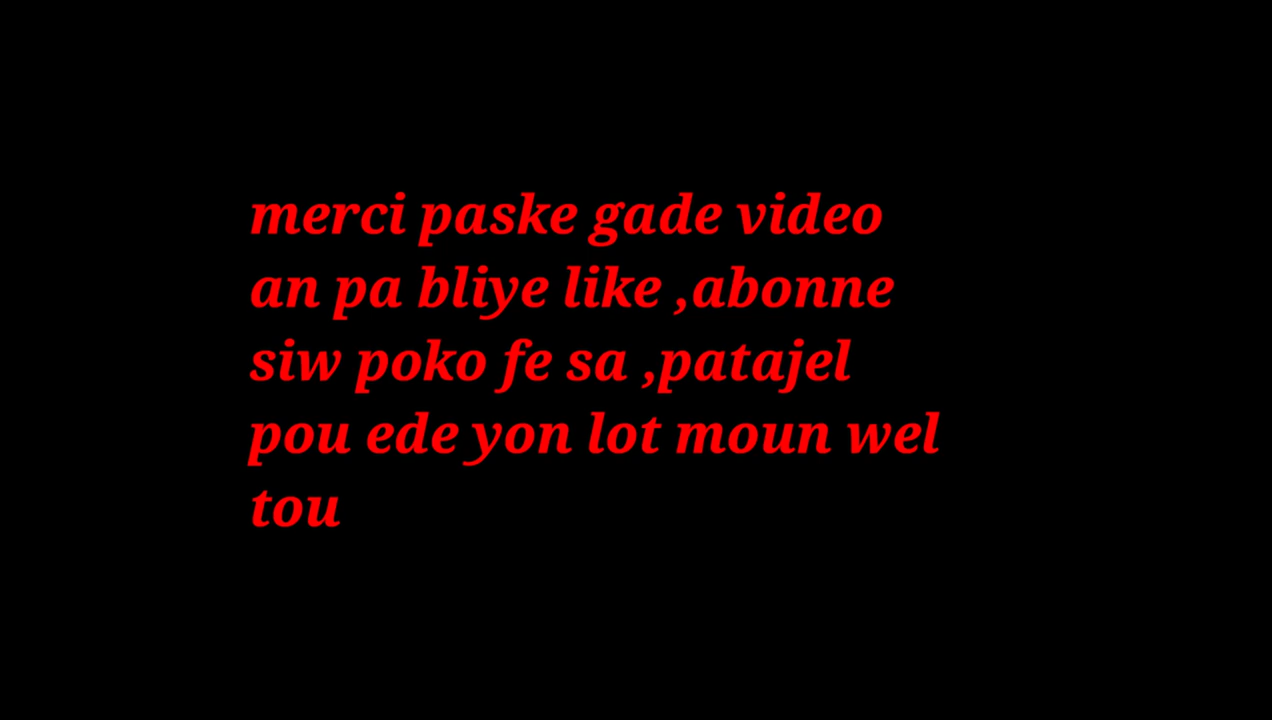 merci paske gade video
an pa bliye like ,abonne
siw poko fe sa ,patajel
pou ede yon lot moun wel
tou